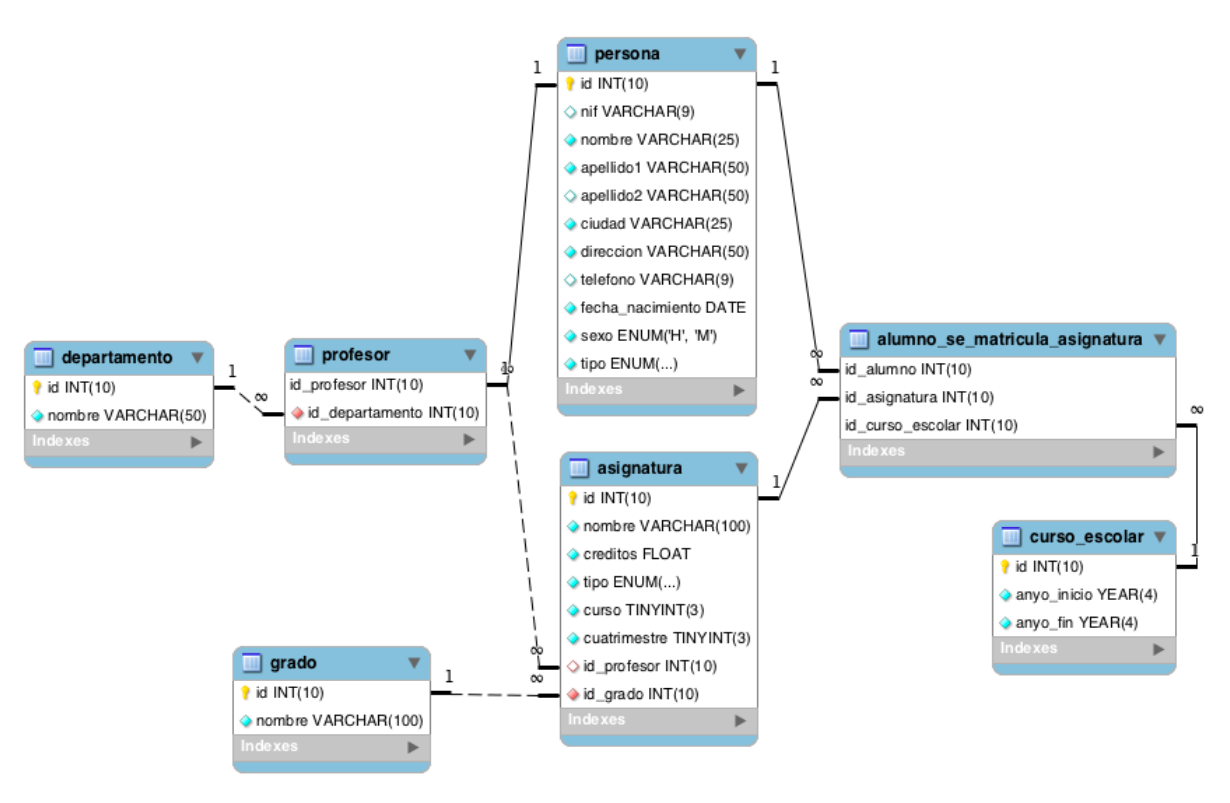 persona
id INT(10)
nif VARCHAR(9)
nombre VARCHAR(25)
apellido1 VARCHAR(50)
apellido2 VARCHAR(50)
ciudad VARCHAR(25)
direccion VARCHAR(50)
telefono VARCHAR(9)
fecha_nacimiento DATE
sexo ENUM('H', 'M')
tipo ENUM(...)
Indexes
1
1
departamento
id INT(10)
nombre VARCHAR(50)
Indexes
1
∞
profesor
id_profesor INT(10)
id_departamento INT(10)
Indexes
1
∞
alumno_se_matricula_asignatura
id_alumno INT(10)
id_asignatura INT(10)
id_curso_escolar INT(10)
Indexes
∞
∞
∞
asignatura
id INT(10)
nombre VARCHAR(100)
creditos FLOAT
tipo ENUM(...)
curso TINYINT(3)
cuatrimestre TINYINT(3)
id_profesor INT(10)
id_grado INT(10)
Indexes
1
∞
∞
curso_escolar
id INT(10)
anyo_inicio YEAR(4)
anyo_fin YEAR(4)
Indexes
1
grado
id INT(10)
nombre VARCHAR(100)
Indexes
1